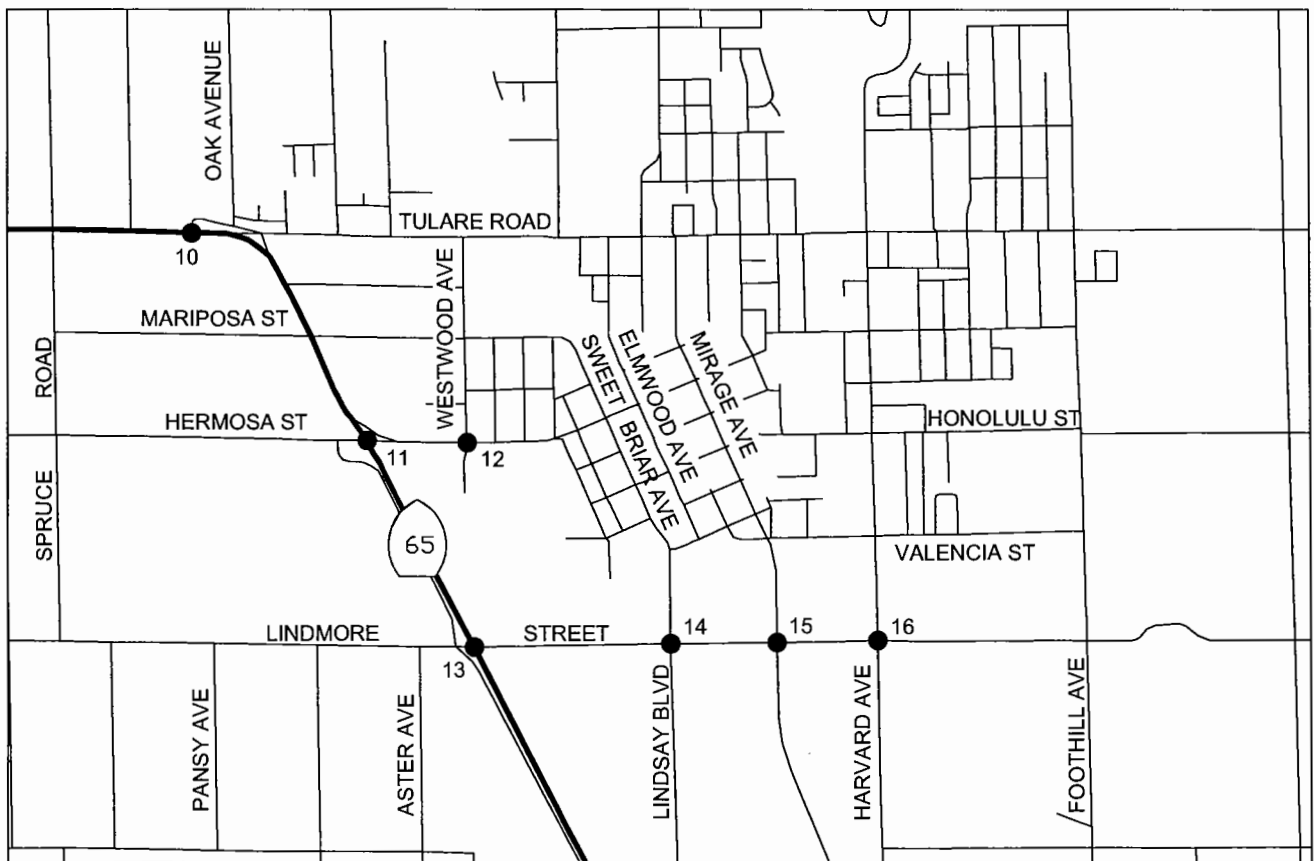 OAK AVENUE
TULARE ROAD
10
WESTWOOD AVE
MARIPOSA ST
SWEET BRIAR AVE
ELMWOOD AVE
MIRAGE AVE
ROAD
HERMOSA ST
HONOLULU ST
11
12
SPRUCE
65
VALENCIA ST
LINDMORE
STREET
14
15
16
13
PANSY AVE
ASTER AVE
LINDSAY BLVD
HARVARD AVE
FOOTHILL AVE